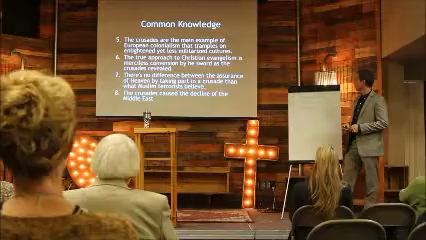 Common Knowledge
5. The crusades are the main example of
European colonialism that tramples on
enlightened yet less militarized cultures.
6. The true approach to Christian evangelism is
merciless conversion by he sword as the
crusades revealed.
7. There's no difference between the assurance
of Heaven by taking part in a crusade than
what Muslim terrorists believe.
8. The crusades caused the decline of the
Middle East